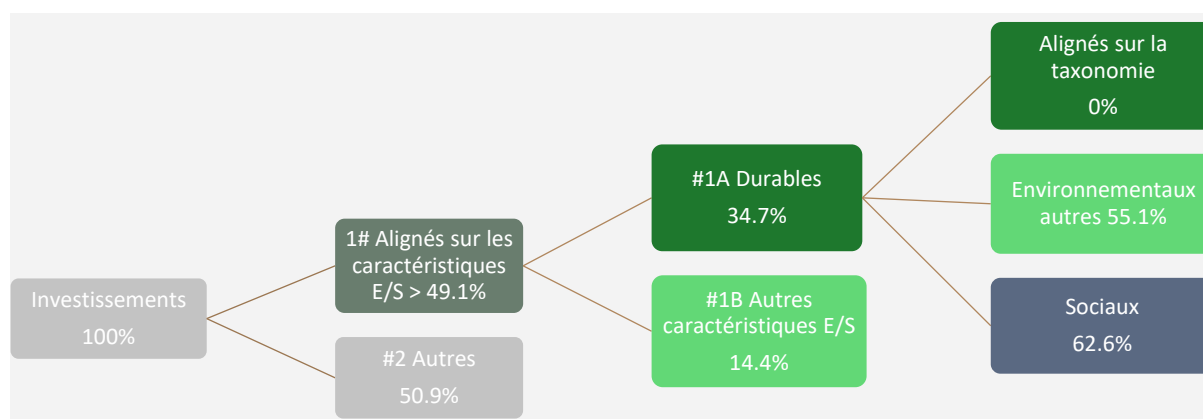 Investissements
100%
1# Alignés sur les
caractéristiques
E/S > 49.1%
#2 Autres
50.9%
#1A Durables
34.7%
#1B Autres
caractéristiques E/S
14.4%
Alignés sur la
taxonomie
0%
Environnementaux
autres 55.1%
Sociaux
62.6%